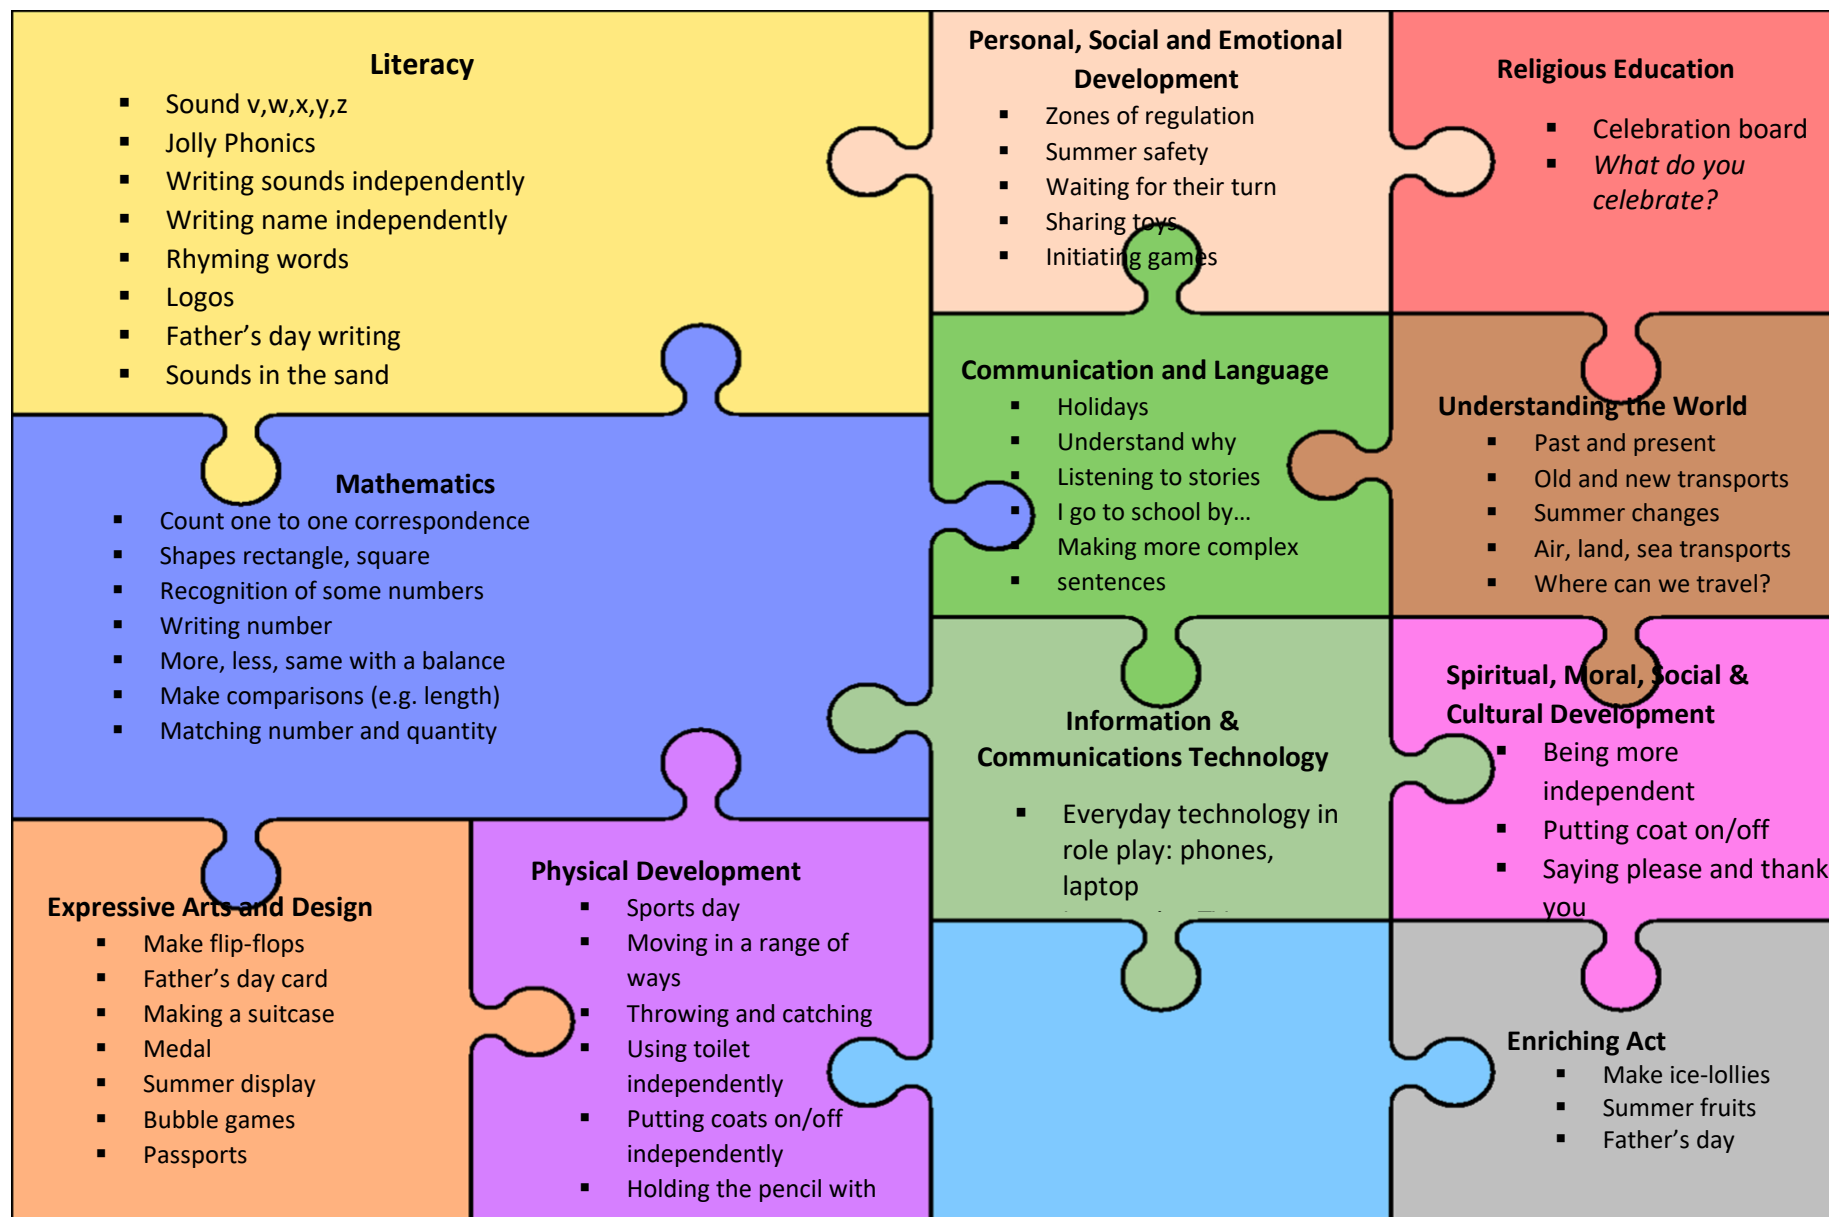 Literacy
▪ Sound v,w,x,y,z
▪ Jolly Phonics
▪ Writing sounds independently
▪ Writing name independently
▪ Rhyming words
▪ Logos
▪ Father’s day writing
▪ Sounds in the sand
Personal, Social and Emotional
Development
▪ Zones of regulation
▪ Summer safety
▪ Waiting for their turn
▪ Sharing toys
▪ Initiating games
Religious Education
▪ Celebration board
▪ What do you
celebrate?
Mathematics
▪ Count one to one correspondence
▪ Shapes rectangle, square
▪ Recognition of some numbers
▪ Writing number
▪ More, less, same with a balance
▪ Make comparisons (e.g. length)
▪ Matching number and quantity
Communication and Language
▪ Holidays
▪ Understand why
▪ Listening to stories
▪ I go to school by…
▪ Making more complex
▪ sentences
Understanding the World
▪ Past and present
▪ Old and new transports
▪ Summer changes
▪ Air, land, sea transports
▪ Where can we travel?
Information &
Communications Technology
▪ Everyday technology in
role play: phones,
laptop
Spiritual, Moral, Social &
Cultural Development
▪ Being more
independent
▪ Putting coat on/off
▪ Saying please and thank
you
Expressive Arts and Design
▪ Make flip-flops
▪ Father’s day card
▪ Making a suitcase
▪ Medal
▪ Summer display
▪ Bubble games
▪ Passports
Physical Development
▪ Sports day
▪ Moving in a range of
ways
▪ Throwing and catching
▪ Using toilet
independently
▪ Putting coats on/off
independently
▪ Holding the pencil with
Enriching Act
▪ Make ice-lollies
▪ Summer fruits
▪ Father’s day